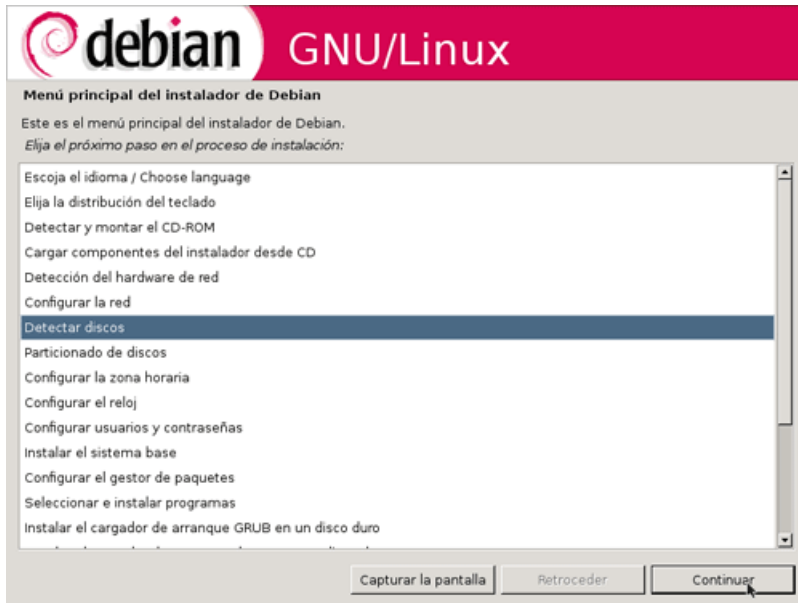 debian GNU/Linux
Menú principal del instalador de Debian
Este es el menú principal del instalador de Debian.
Elija el próximo paso en el proceso de instalación:
Escoja el idioma / Choose language
Elija la distribución del teclado
Detectar y montar el CD-ROM
Cargar componentes del instalador desde CD
Detección del hardware de red
Configurar la red
Detectar discos
Particionado de discos
Configurar la zona horaria
Configurar el reloj
Configurar usuarios y contraseñas
Instalar el sistema base
Configurar el gestor de paquetes
Seleccionar e instalar programas
Instalar el cargador de arranque GRUB en un disco duro
Capturar la pantalla Retroceder Continuar